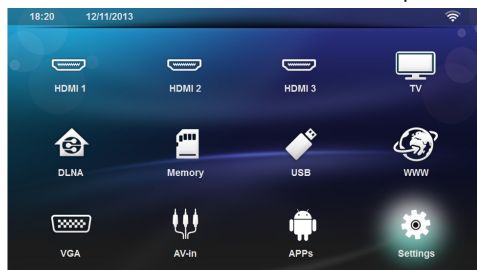 18:20 12/11/2013
HDMI 1 HDMI 2 HDMI 3 TV
DLNA Memory USB WWW
VGA AV-in APPs Settings